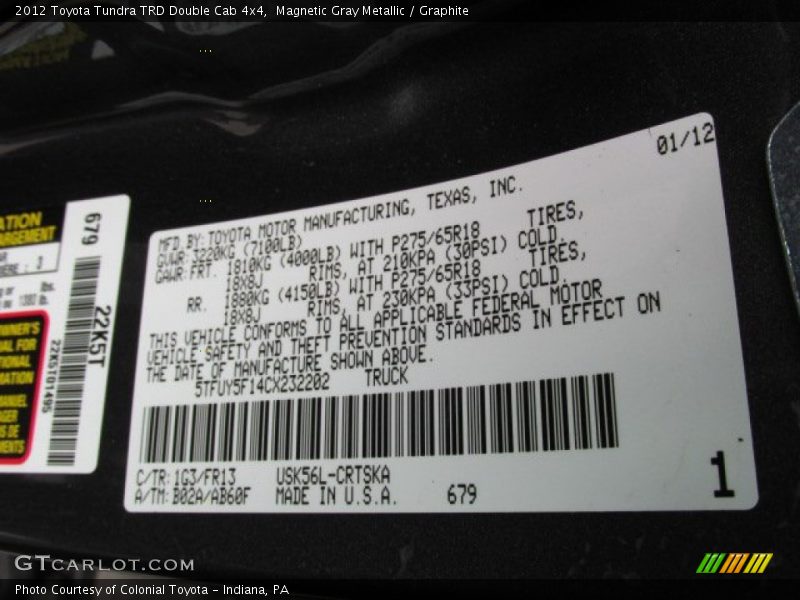 2012 Toyota Tundra TRD Double Cab 4x4,  Magnetic Gray Metallic / Graphite
01/12
MFD. BY: TOYOTA MOTOR MANUFACTURING, TEXAS, INC.
GVWR: 3220KG (7100LB)
GAWR: FRT. 1810KG (4000LB) WITH P275/65R18 TIRES,
18X8J RIMS, AT 210KPA (30PSI) COLD
RR. 1880KG (4150LB) WITH P275/65R18 TIRES,
18X8J RIMS, AT 230KPA (33PSI) COLD
THIS VEHICLE CONFORMS TO ALL APPLICABLE FEDERAL MOTOR
VEHICLE SAFETY AND THEFT PREVENTION STANDARDS IN EFFECT ON
THE DATE OF MANUFACTURE SHOWN ABOVE.
5TFUY5F14CX232202 TRUCK
C/TR: 1G3/FR13 USK56L-CRTSKA
A/TM: B02A/AB60F MADE IN U.S.A. 679
1
679
22K5T
22K5T01495
GTCARLOT.COM
Photo Courtesy of Colonial Toyota - Indiana, PA